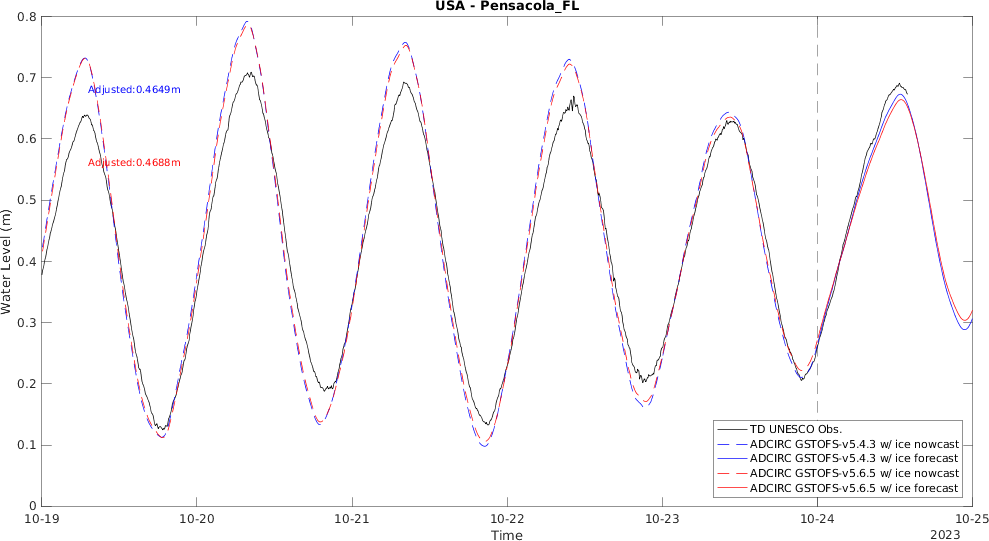 USA - Pensacola_FL
0.8
0.7
0.6
0.5
0.4
0.3
0.2
0.1
0
Water Level (m)
Adjusted:0.4649m
Adjusted:0.4688m
TD UNESCO Obs.
ADCIRC GSTOFS-v5.4.3 w/ ice nowcast
ADCIRC GSTOFS-v5.4.3 w/ ice forecast
ADCIRC GSTOFS-v5.6.5 w/ ice nowcast
ADCIRC GSTOFS-v5.6.5 w/ ice forecast
10-19 10-20 10-21 10-22 10-23 10-24 10-25
Time
2023